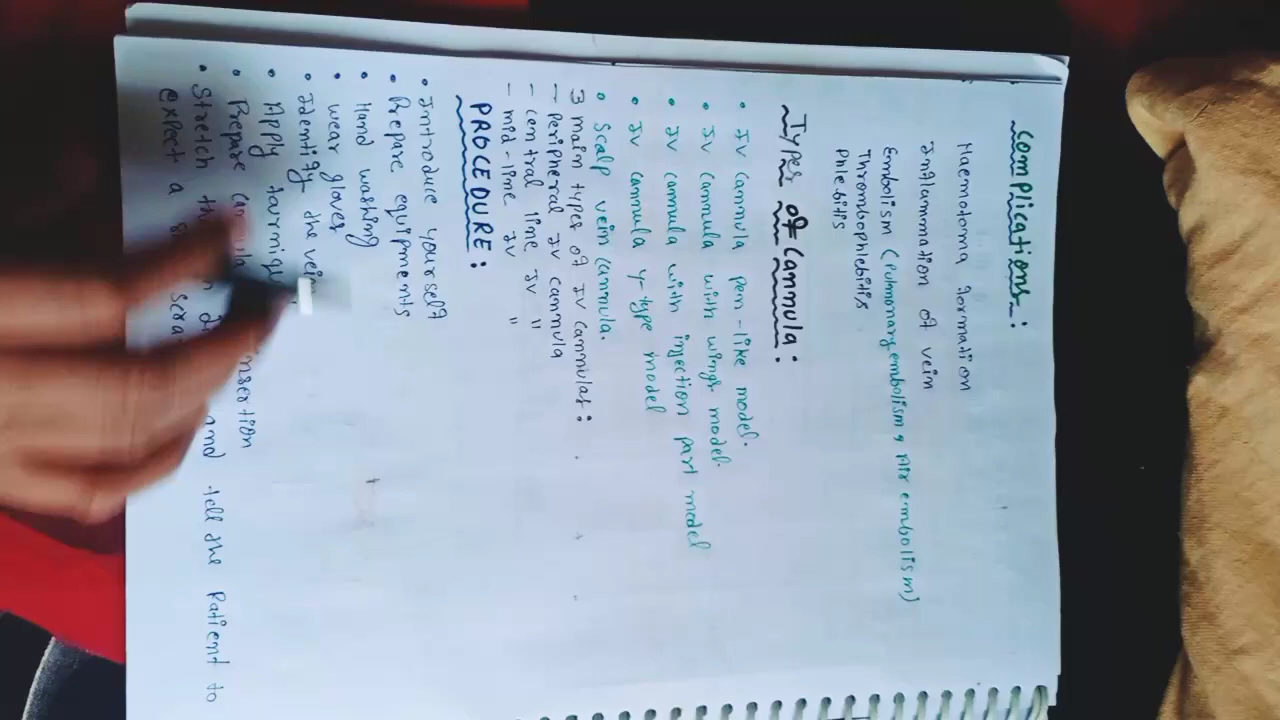 Complications:
Haemotoma formation
Inflammation of vein
Embolism (Pulmonary embolism, Air embolism)
Thrombophlebitis
Phlebitis
Types of Cannula:
• IV cannula pen-like model.
• IV cannula with wings model.
• IV cannula with injection part model
• IV cannula y-type model
• Scalp vein cannula.
3 main types of IV cannulas:
- Peripheral IV cannula
- central line IV "
- mid-line IV "
PROCEDURE:
• Introduce yourself
• Prepare equipments
• Hand washing
• wear gloves
• Identify the vein
• Apply
• Prepare insertion
• Stretch and tell the Patient to
expect a